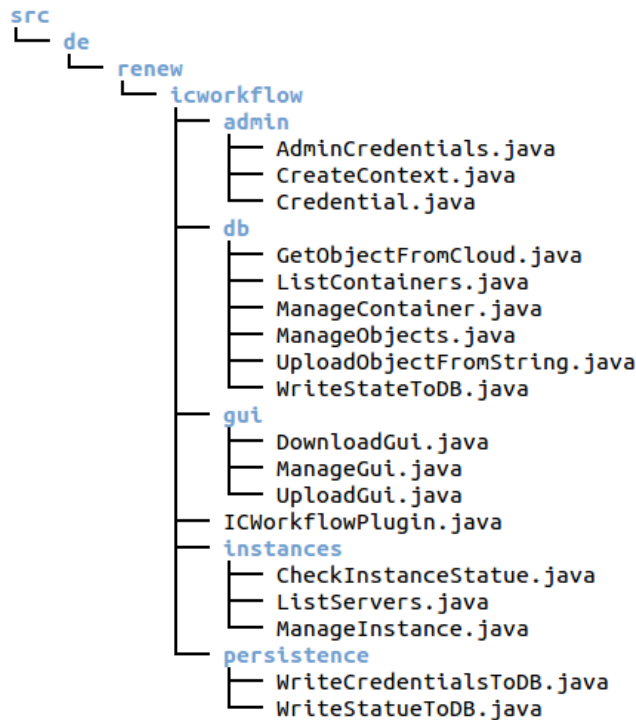 src
de
renew
icworkflow
admin
AdminCredentials.java
CreateContext.java
Credential.java
db
GetObjectFromCloud.java
ListContainers.java
ManageContainer.java
ManageObjects.java
UploadObjectFromString.java
WriteStateToDB.java
gui
DownloadGui.java
ManageGui.java
UploadGui.java
ICWorkflowPlugin.java
instances
CheckInstanceStatue.java
ListServers.java
ManageInstance.java
persistence
WriteCredentialsToDB.java
WriteStatueToDB.java